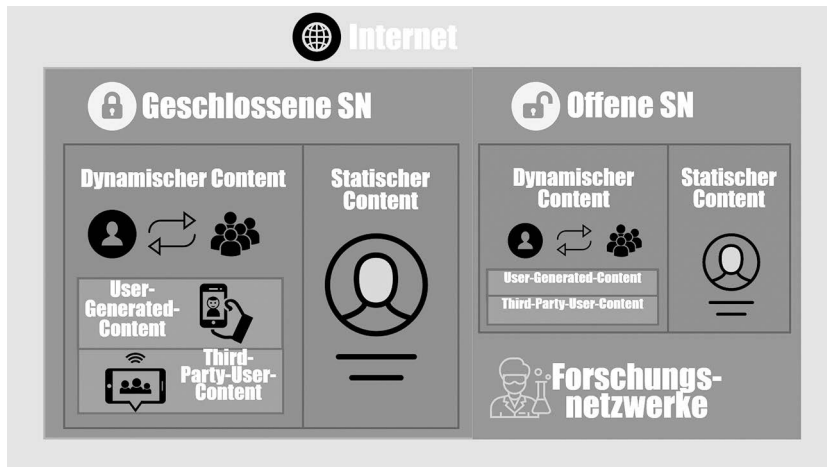 Internet
Geschlossene SN
Dynamischer Content
User-
Generated-
Content
Third-
Party-User-
Content
Statischer
Content
Offene SN
Dynamischer
Content
User-Generated-Content
Third-Party-User-Content
Statischer
Content
Forschungs-
netzwerke